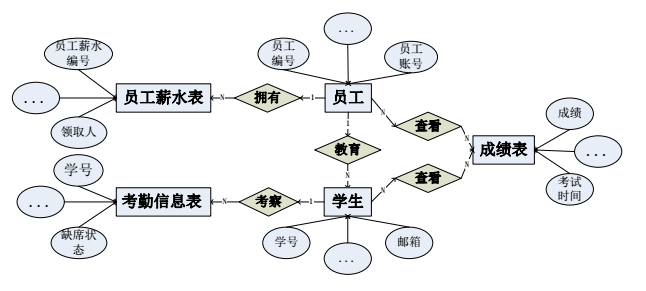 ...
员工薪水
编号
员工
编号
员工
账号
...
员工薪水表
N
拥有
1
员工
领取人
1
N
查看
N
成绩
教育
成绩表
...
学号
N
查看
N
考试
时间
...
考勤信息表
N
考察
1
学生
N
缺席状
态
学号
...
邮箱